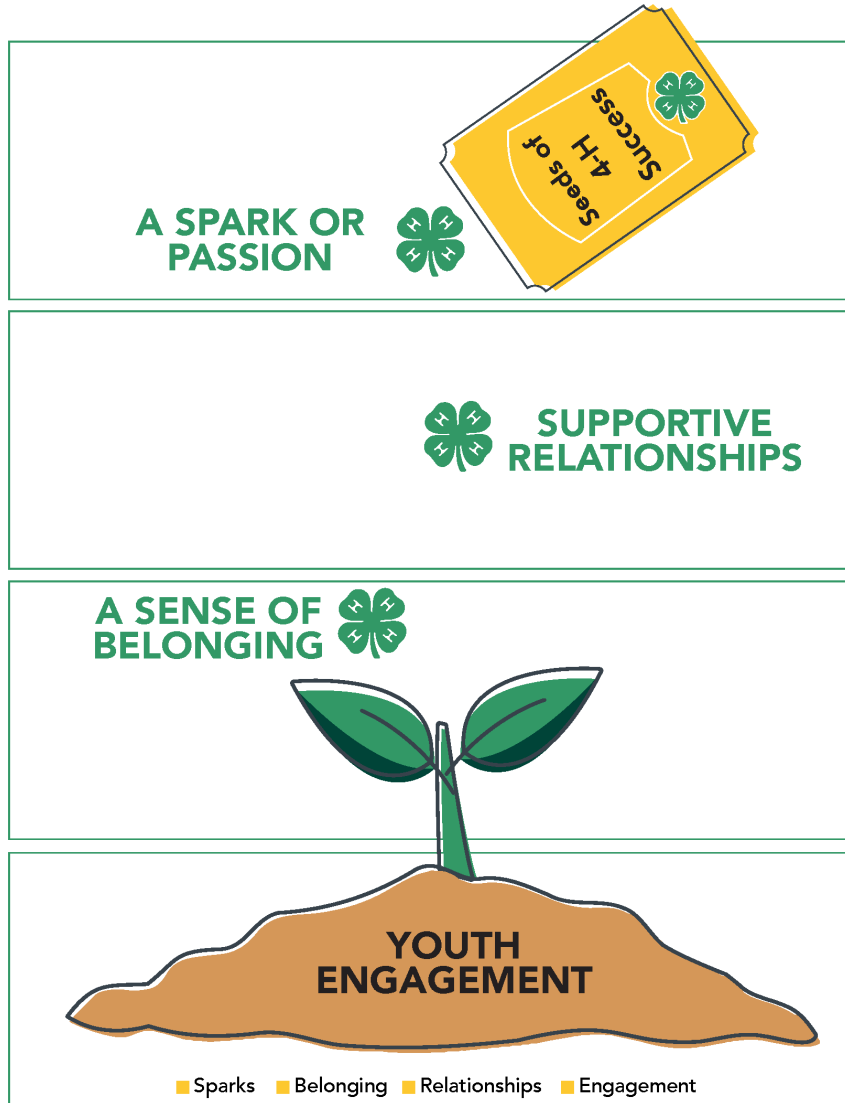 Seeds of
4-H
Success
H H
H H
A SPARK OR
PASSION
H H
H H
H H
H H
SUPPORTIVE
RELATIONSHIPS
A SENSE OF
BELONGING
H H
H H
YOUTH
ENGAGEMENT
Sparks Belonging Relationships Engagement